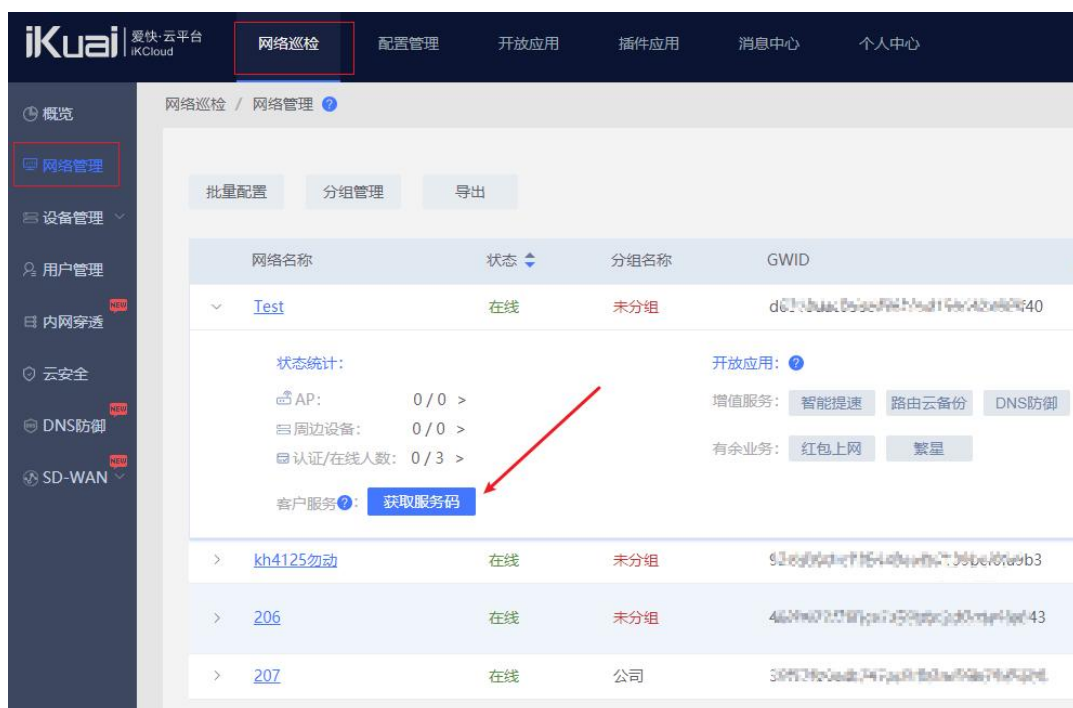 iKuai 爱快·云平台 iKCloud 网络巡检 配置管理 开放应用 插件应用 消息中心 个人中心
概览
网络管理
设备管理
用户管理
内网穿透 NEW
云安全
DNS防御 NEW
SD-WAN NEW
网络巡检 / 网络管理 ?
批量配置 分组管理 导出
网络名称 状态 分组名称 GWID
Test 在线 未分组
状态统计: 开放应用: ?
AP: 0 / 0 >
增值服务: 智能提速 路由云备份 DNS防御
周边设备: 0 / 0 >
有余业务: 红包上网 繁星
认证/在线人数: 0 / 3 >
客户服务?: 获取服务码
kh4125勿动 在线 未分组
206 在线 未分组
207 在线 公司